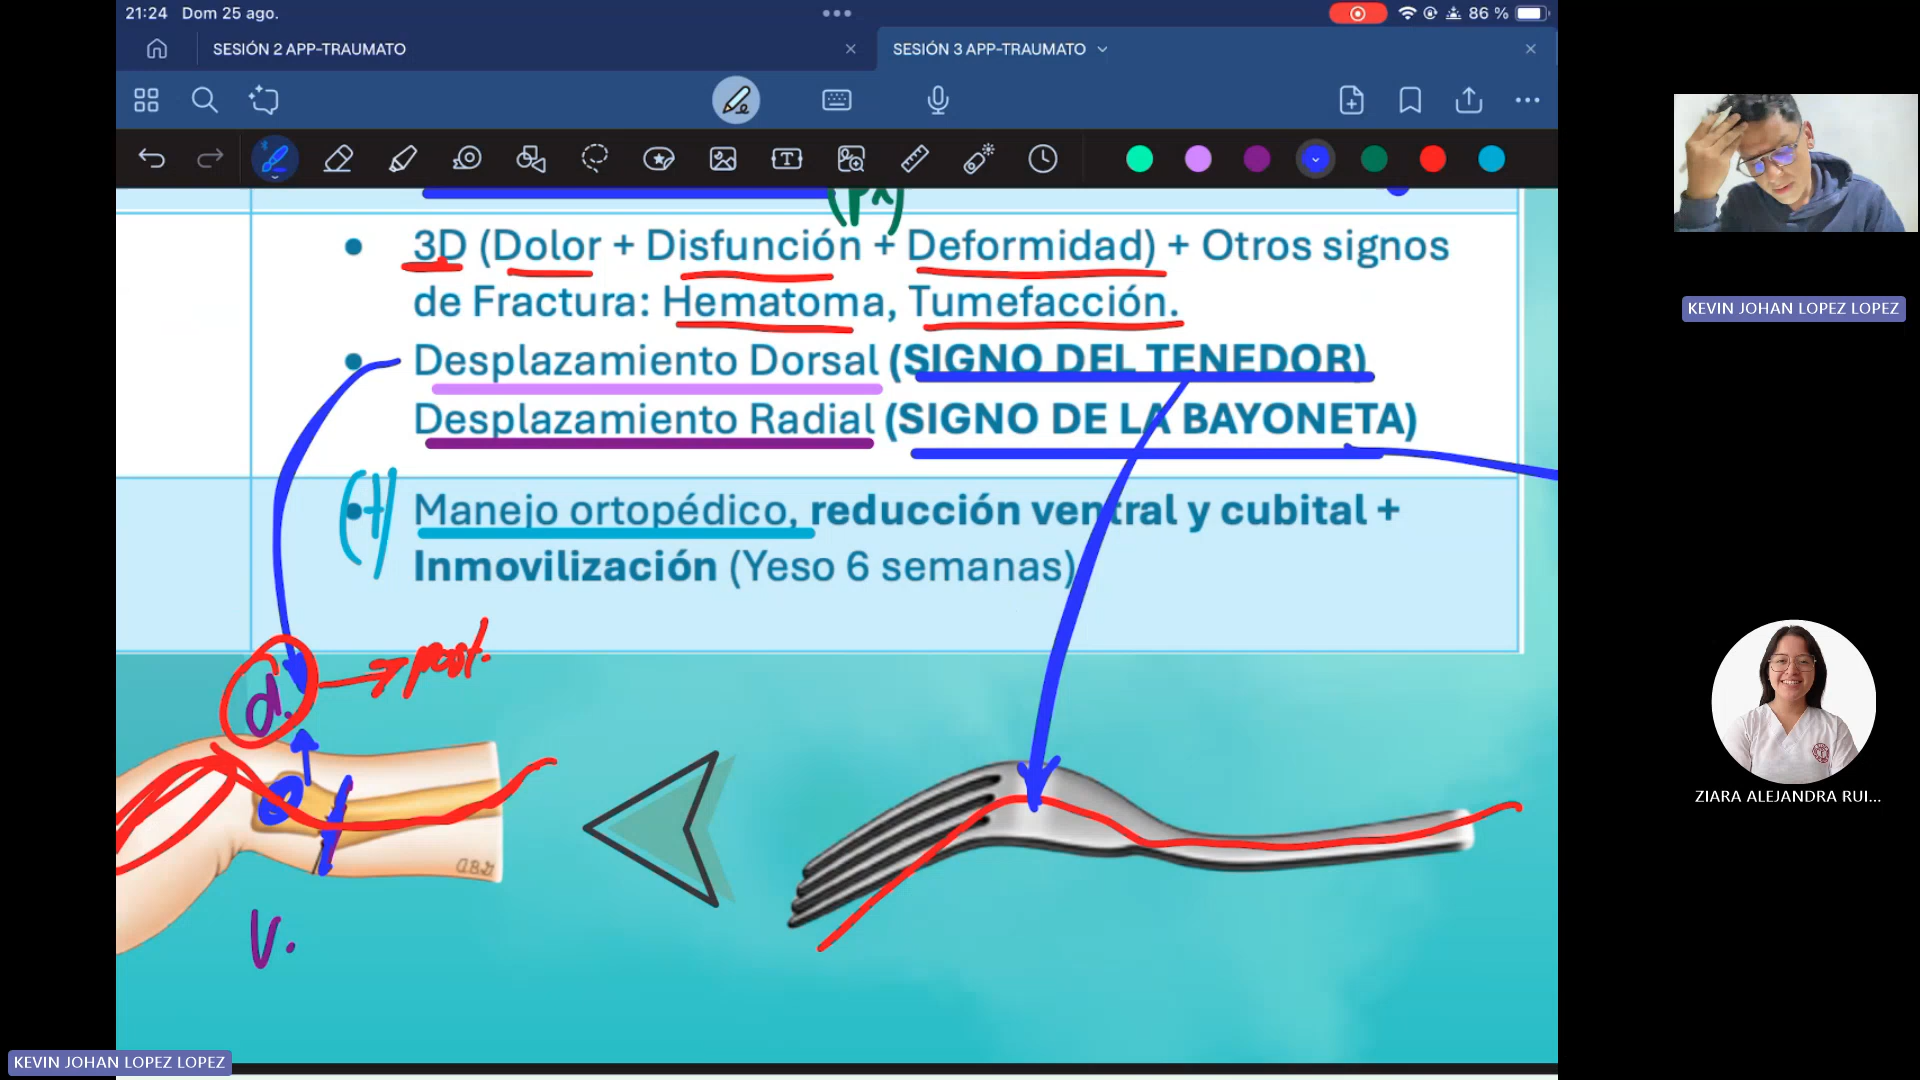 21:24 Dom 25 ago.
86 %
SESIÓN 2 APP-TRAUMATO
SESIÓN 3 APP-TRAUMATO
(Px)
• 3D (Dolor + Disfunción + Deformidad) + Otros signos
de Fractura: Hematoma, Tumefacción.
• Desplazamiento Dorsal (SIGNO DEL TENEDOR)
Desplazamiento Radial (SIGNO DE LA BAYONETA)
• Manejo ortopédico, reducción ventral y cubital +
Inmovilización (Yeso 6 semanas)
d. → post.
V.
KEVIN JOHAN LOPEZ LOPEZ
ZIARA ALEJANDRA RUI...
KEVIN JOHAN LOPEZ LOPEZ